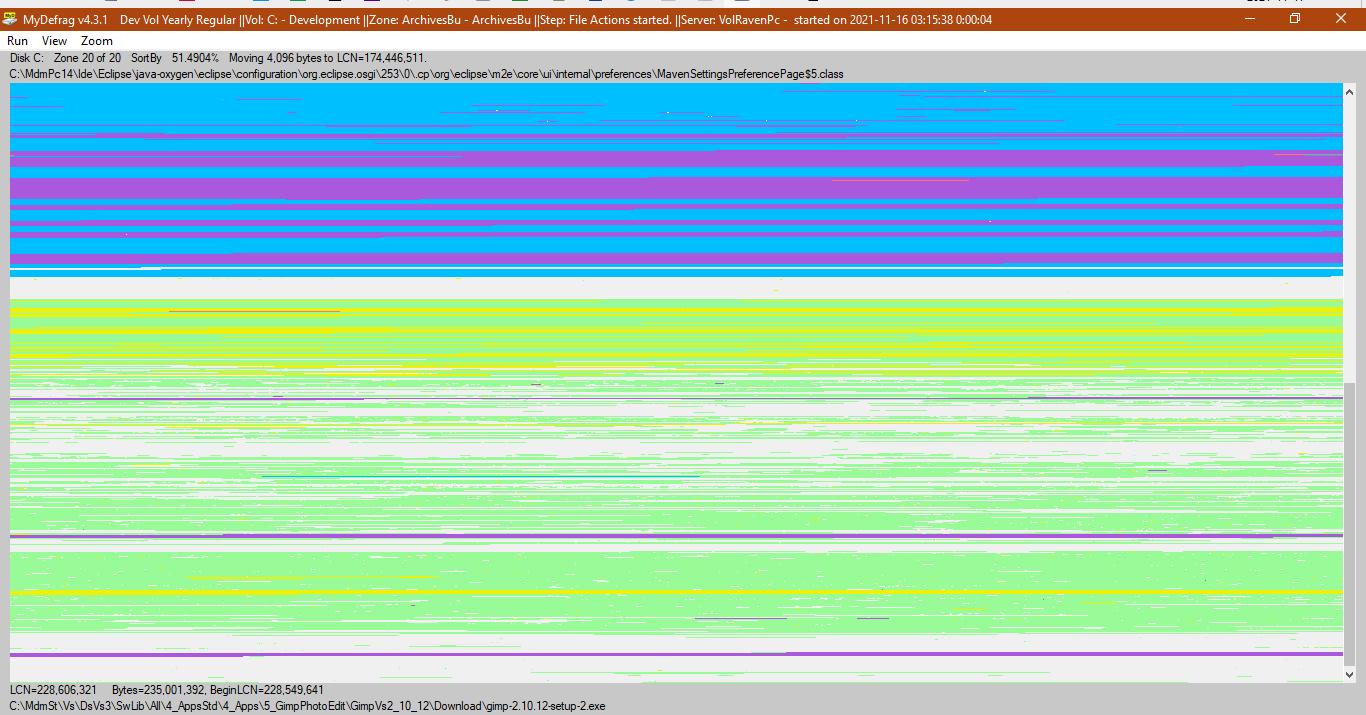 MyDefrag v4.3.1    Dev Vol Yearly Regular ||Vol: C: - Development ||Zone: ArchivesBu - ArchivesBu ||Step: File Actions started. ||Server: VolRavenPc -  started on 2021-11-16 03:15:38 0:00:04
Run View Zoom
Disk C:   Zone 20 of 20   SortBy   51.4904%   Moving 4,096 bytes to LCN=174,446,511.
C:\MdmPc14\Ide\Eclipse\java-oxygen\eclipse\configuration\org.eclipse.osgi\253\0\.cp\org\eclipse\m2e\core\ui\internal\preferences\MavenSettingsPreferencePage$5.class
LCN=228,606,321    Bytes=235,001,392, BeginLCN=228,549,641
C:\MdmSt\Vs\DsVs3\SwLib\All\4_AppsStd\4_Apps\5_GimpPhotoEdit\GimpVs2_10_12\Download\gimp-2.10.12-setup-2.exe